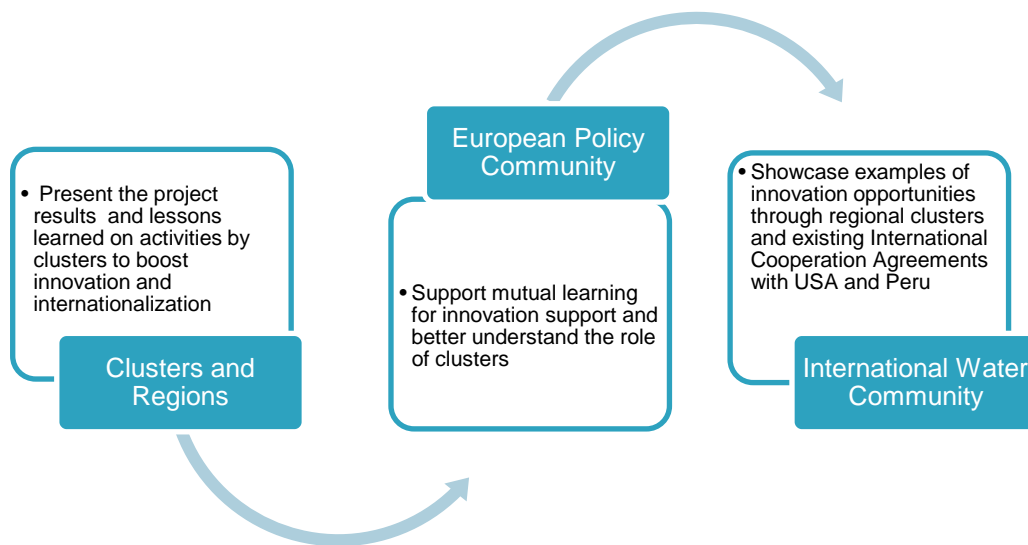 • Present the project
results and lessons
learned on activities by
clusters to boost
innovation and
internationalization
Clusters and
Regions
European Policy
Community
• Support mutual learning
for innovation support and
better understand the role
of clusters
• Showcase examples of
innovation opportunities
through regional clusters
and existing International
Cooperation Agreements
with USA and Peru
International Water
Community